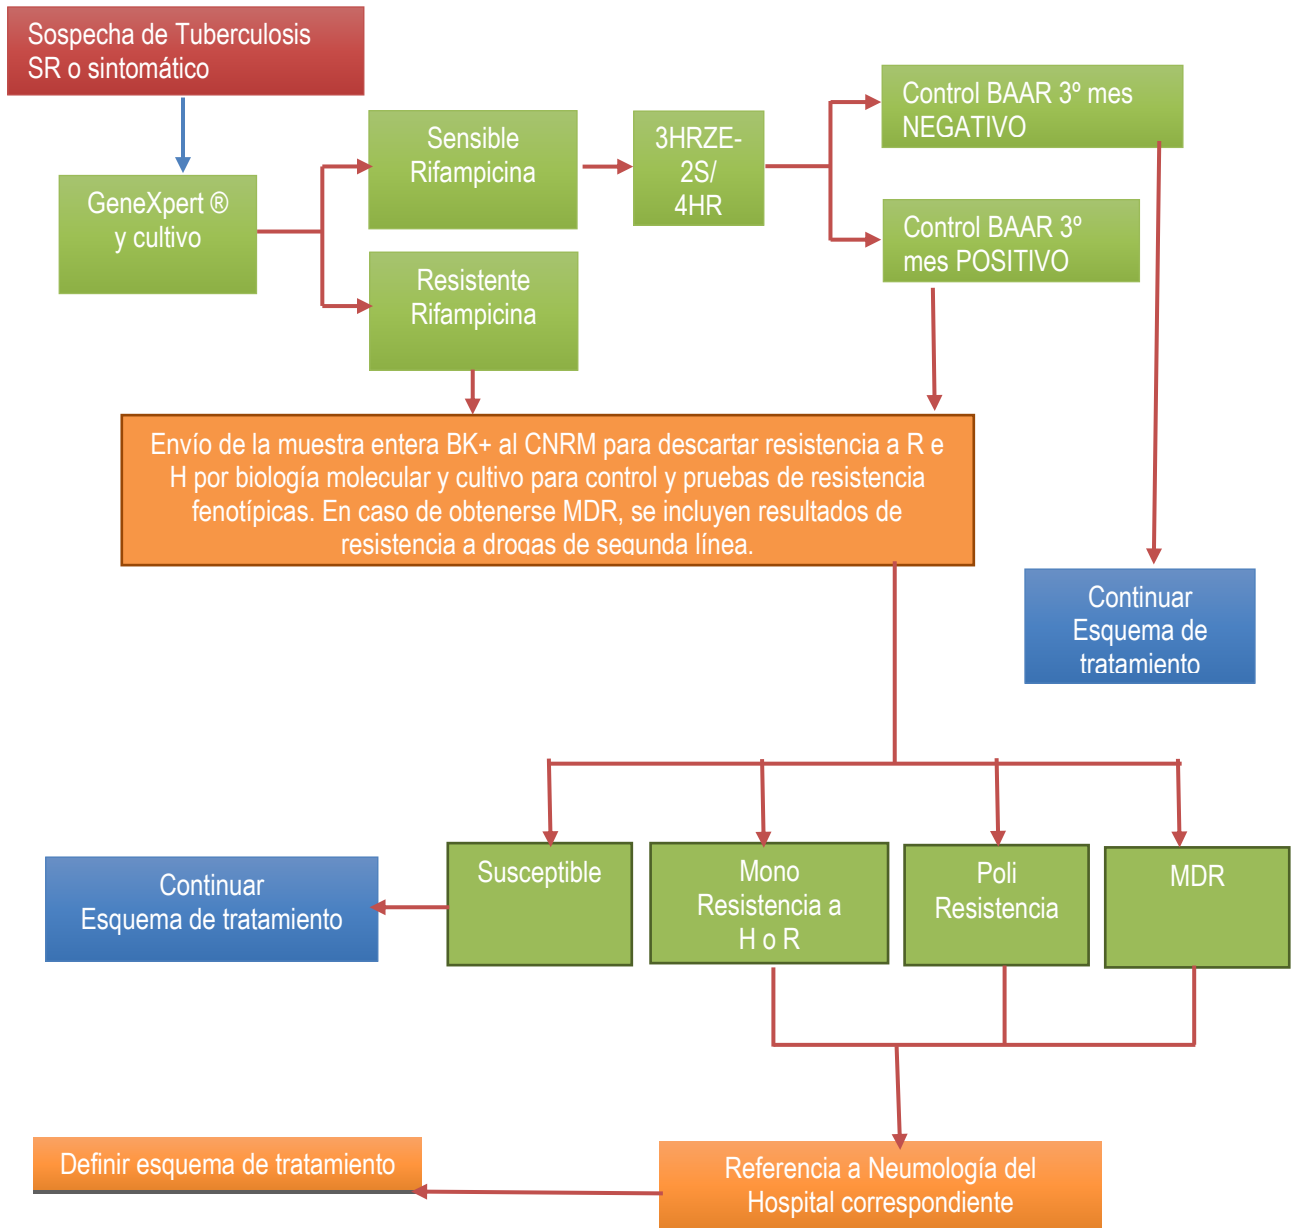 Sospecha de Tuberculosis
SR o sintomático
GeneXpert ®
y cultivo
Sensible
Rifampicina
Resistente
Rifampicina
3HRZE-
2S/
4HR
Control BAAR 3º mes
NEGATIVO
Control BAAR 3º
mes POSITIVO
Envío de la muestra entera BK+ al CNRM para descartar resistencia a R e
H por biología molecular y cultivo para control y pruebas de resistencia
fenotípicas. En caso de obtenerse MDR, se incluyen resultados de
resistencia a drogas de segunda línea.
Continuar
Esquema de
tratamiento
Continuar
Esquema de tratamiento
Susceptible
Mono
Resistencia a
H o R
Poli
Resistencia
MDR
Definir esquema de tratamiento
Referencia a Neumología del
Hospital correspondiente